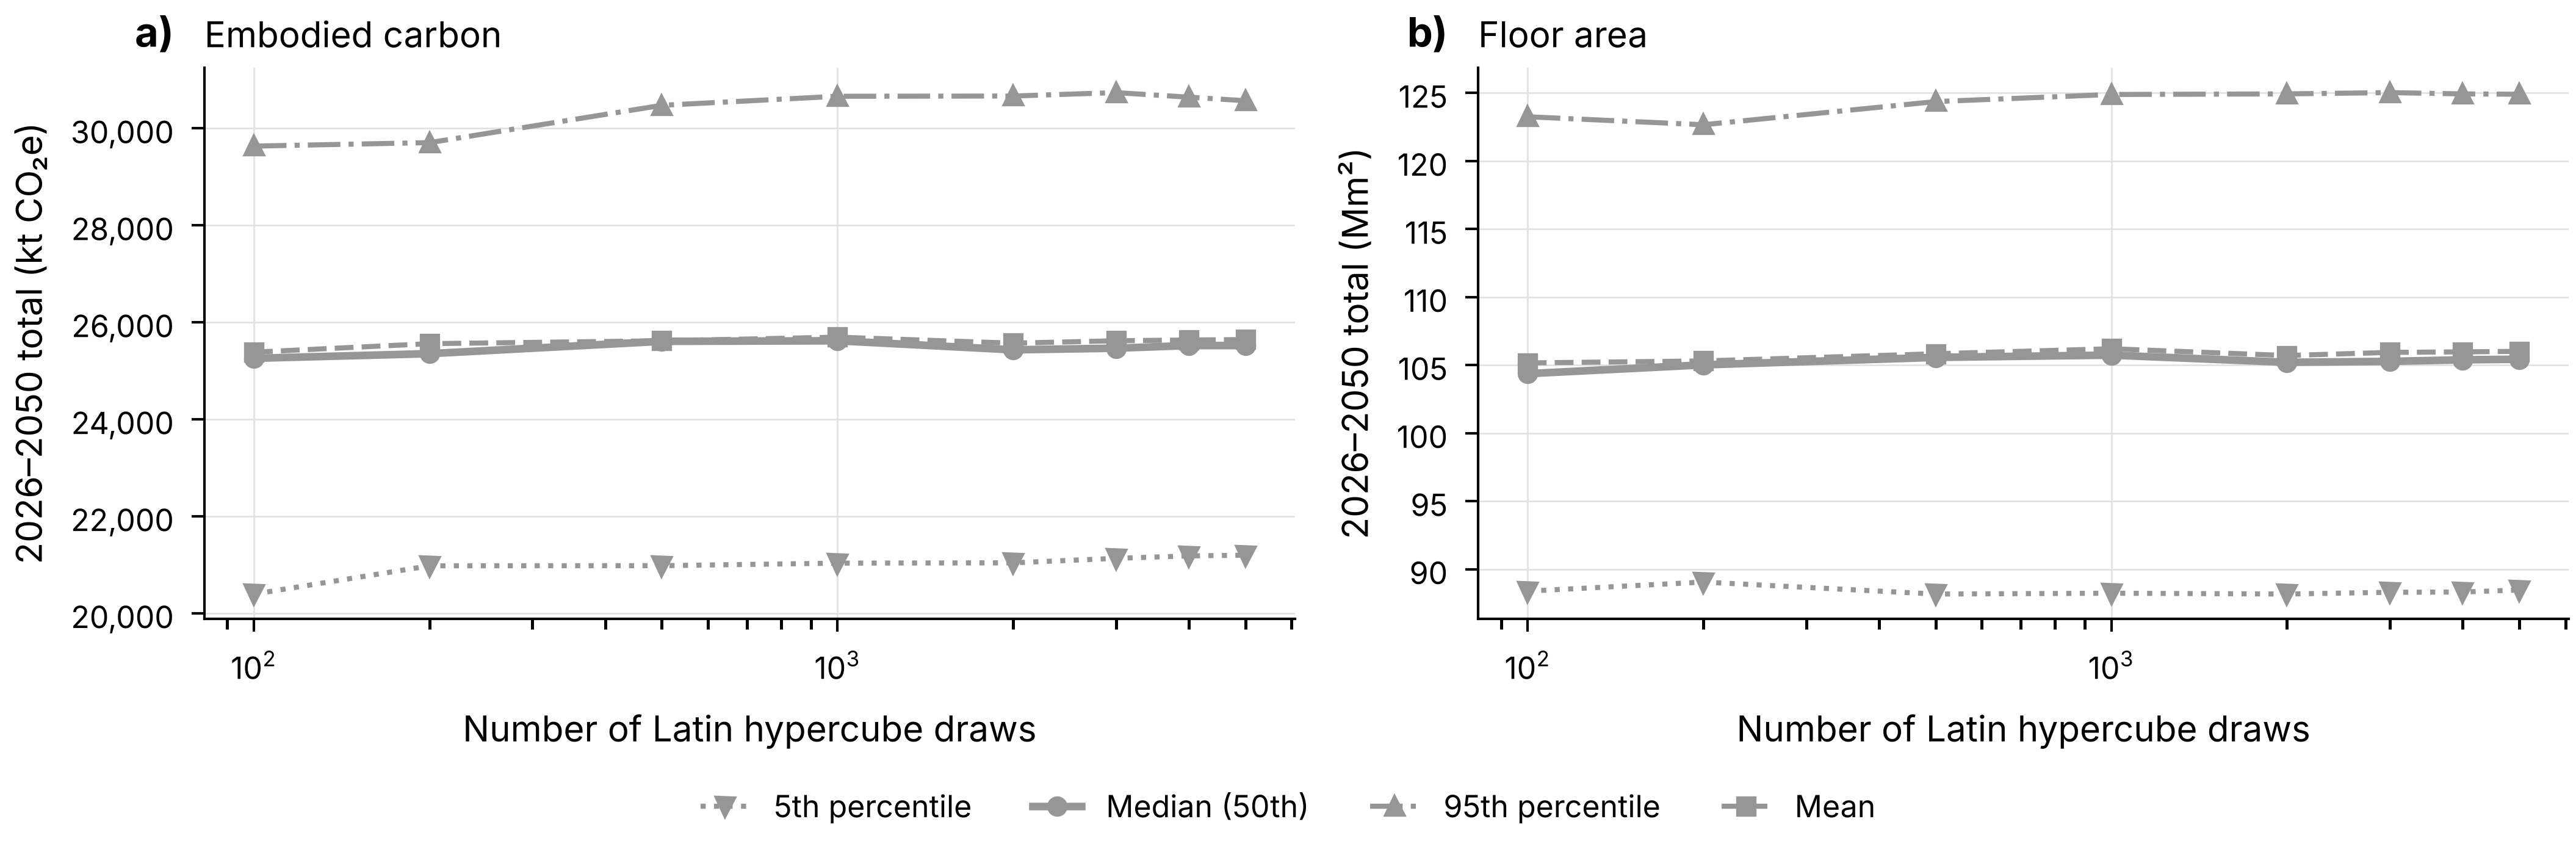 a) Embodied carbon
2026–2050 total (kt CO₂e)
30,000
28,000
26,000
24,000
22,000
20,000
10² 10³
Number of Latin hypercube draws
b) Floor area
2026–2050 total (Mm²)
125
120
115
110
105
100
95
90
10² 10³
Number of Latin hypercube draws
5th percentile Median (50th) 95th percentile Mean